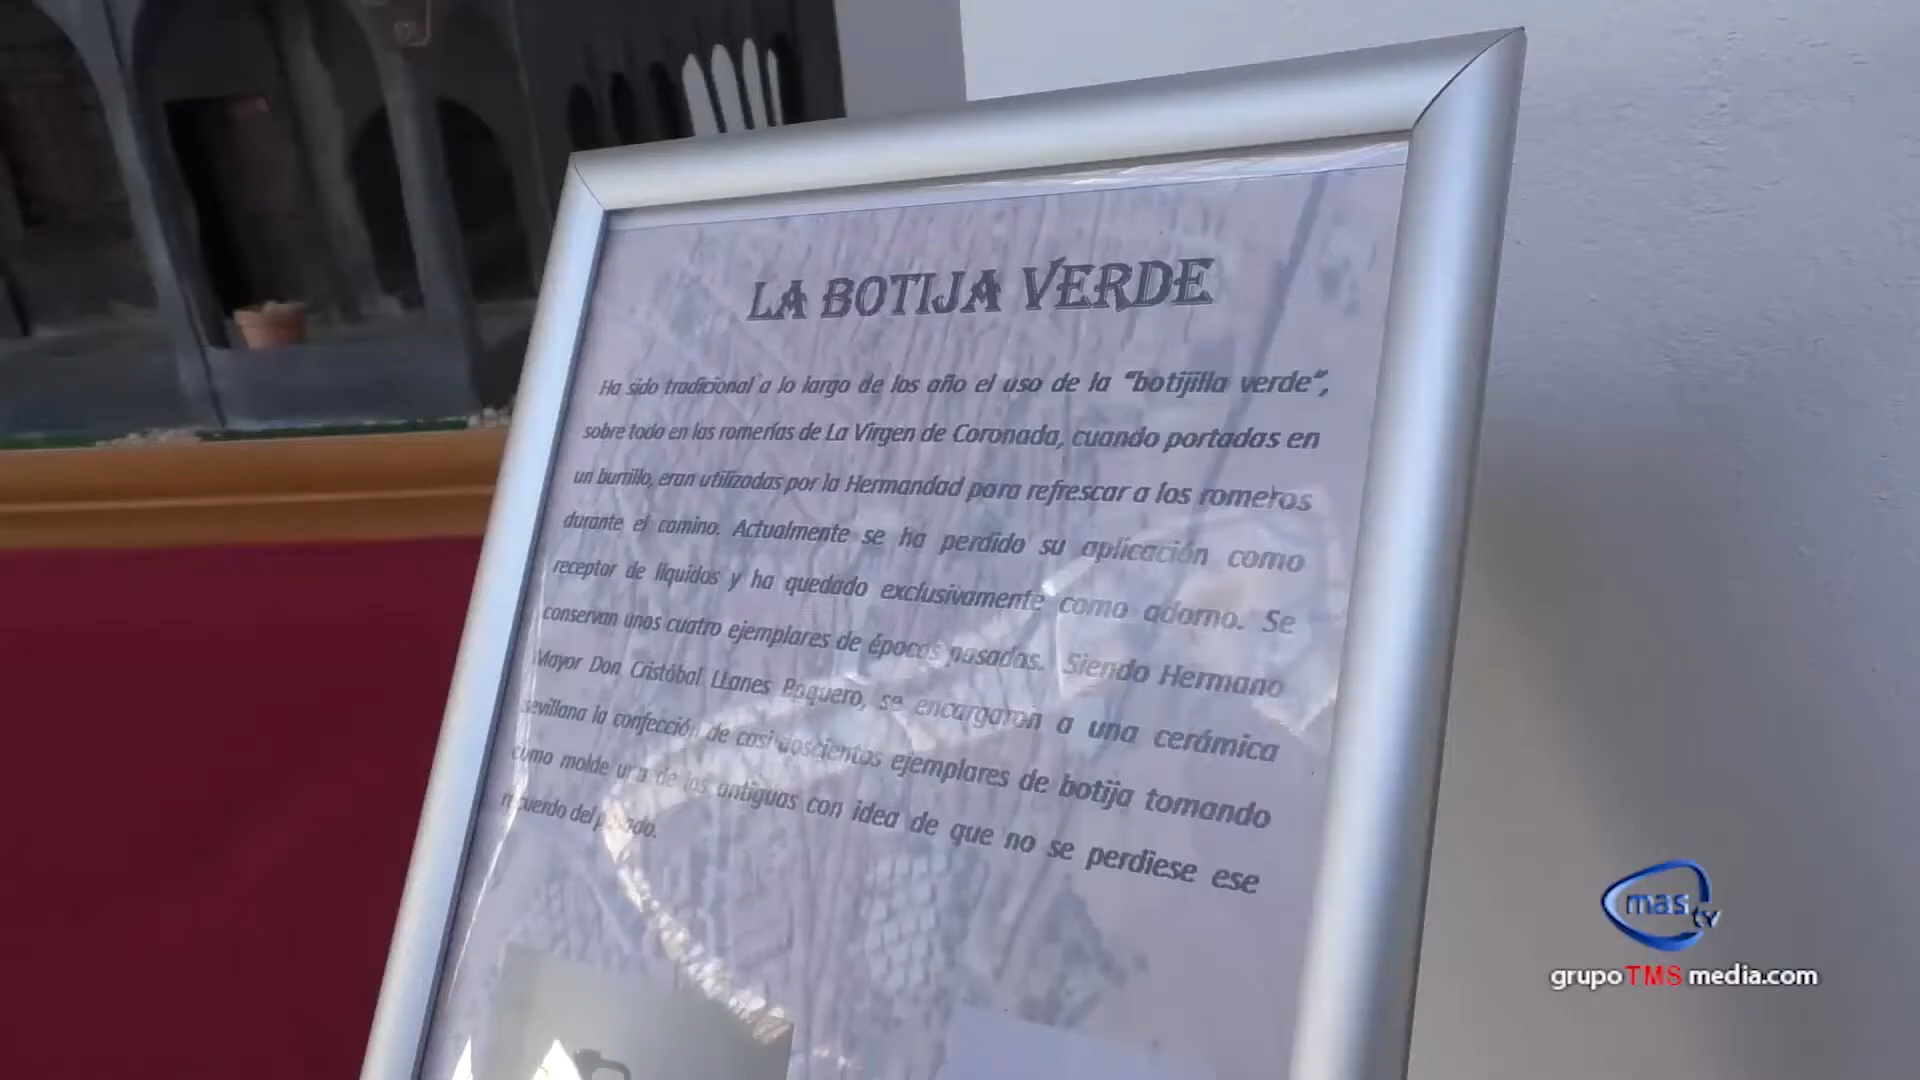 LA BOTIJA VERDE
Ha sido tradicional a lo largo de los año el uso de la "botijilla verde",
sobre todo en las romerías de La Virgen de Coronada, cuando portadas en
un burrillo, eran utilizadas por la Hermandad para refrescar a los romeros
durante el camino. Actualmente se ha perdido su aplicación como
receptor de líquidos y ha quedado exclusivamente como adorno. Se
conservan unos cuatro ejemplares de épocas pasadas. Siendo Hermano
Mayor Don Cristóbal LLanes Baquero, se encargaron a una cerámica
sevillana la confección de casi doscientos ejemplares de botija tomando
como molde una de las antiguas con idea de que no se perdiese ese
recuerdo del pasado.
mas tv
grupoTMSmedia.com